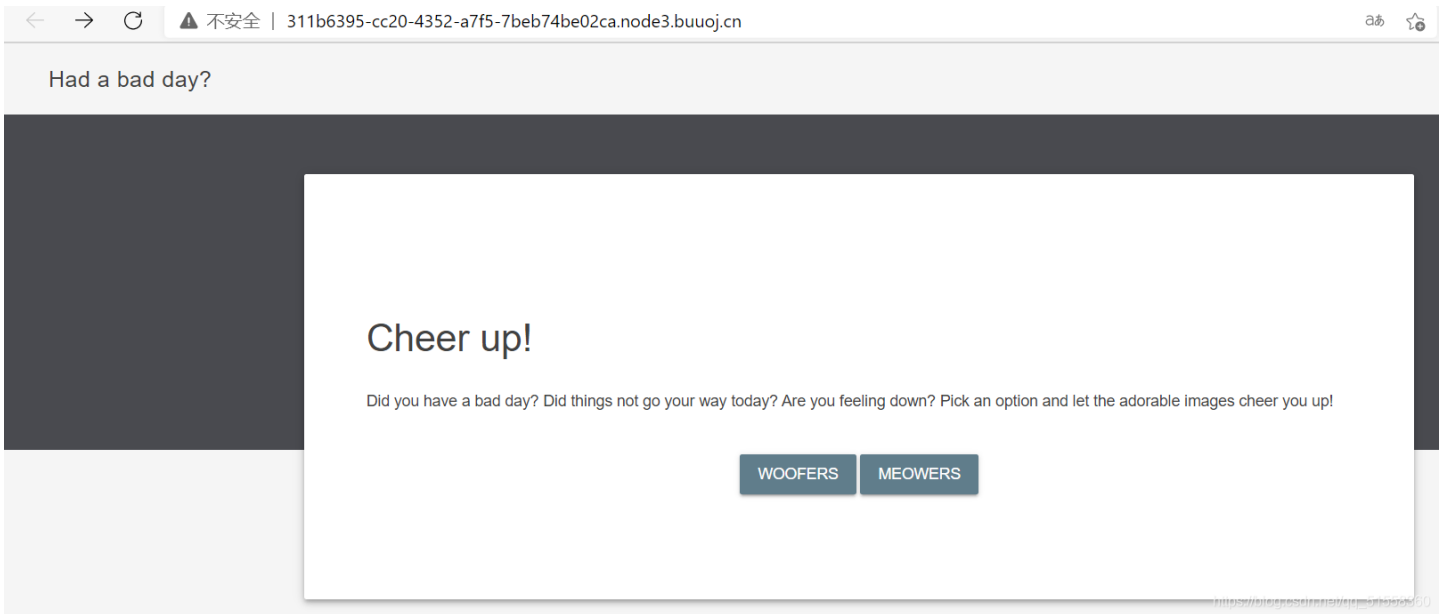 不安全 | 311b6395-cc20-4352-a7f5-7beb74be02ca.node3.buuoj.cn
aあ
Had a bad day?
Cheer up!
Did you have a bad day? Did things not go your way today? Are you feeling down? Pick an option and let the adorable images cheer you up!
WOOFERS MEOWERS